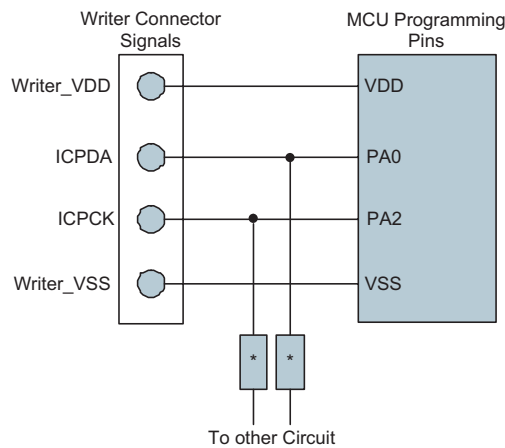 Writer Connector
Signals
MCU Programming
Pins
Writer_VDD
VDD
ICPDA
PA0
ICPCK
PA2
Writer_VSS
VSS
* *
To other Circuit